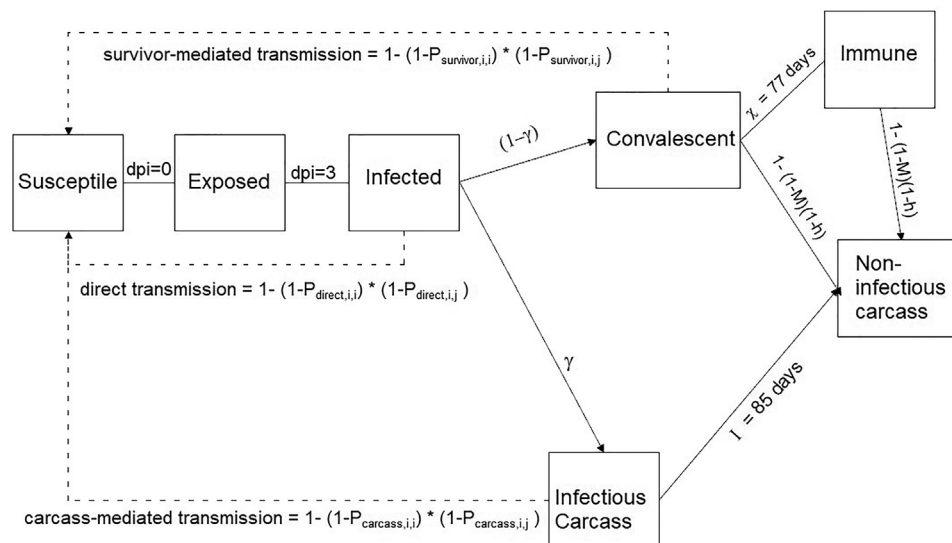 survivor-mediated transmission = 1- (1-Psurvivor,i,i) * (1-Psurvivor,i,j )
Immune
χ = 77 days
(1-γ)
Convalescent
Susceptile
dpi=0
Exposed
dpi=3
Infected
1- (1-M)(1-h)
1- (1-M)(1-h)
direct transmission = 1- (1-Pdirect,i,i) * (1-Pdirect,i,j )
Non-
infectious
carcass
γ
I = 85 days
Infectious
Carcass
carcass-mediated transmission = 1- (1-Pcarcass,i,i) * (1-Pcarcass,i,j )